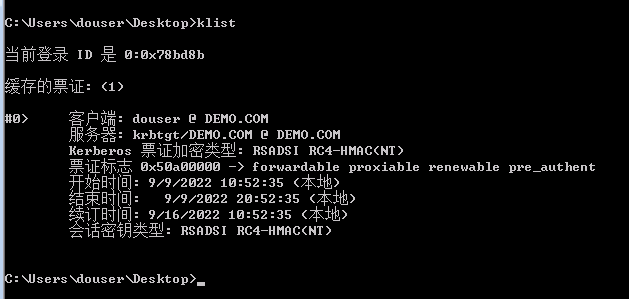 C:\Users\douser\Desktop>klist
当前登录 ID 是 0:0x78bd8b
缓存的票证: (1)
#0>     客户端: douser @ DEMO.COM
        服务器: krbtgt/DEMO.COM @ DEMO.COM
        Kerberos 票证加密类型: RSADSI RC4-HMAC(NT)
        票证标志 0x50a00000 -> forwardable proxiable renewable pre_authent
        开始时间: 9/9/2022 10:52:35 (本地)
        结束时间:   9/9/2022 20:52:35 (本地)
        续订时间: 9/16/2022 10:52:35 (本地)
        会话密钥类型: RSADSI RC4-HMAC(NT)
C:\Users\douser\Desktop>_